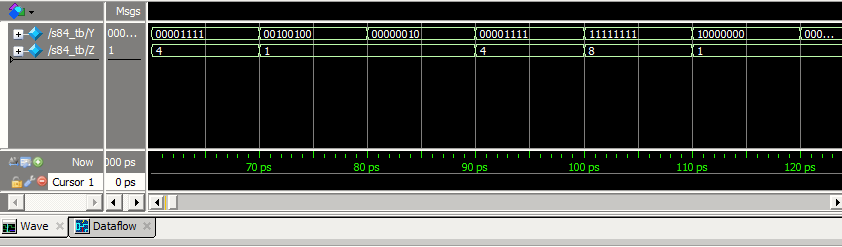 Msgs
/s84_tb/Y 000... 00001111 00100100 00000010 00001111 11111111 10000000 000...
/s84_tb/Z 1 4 1 4 8 1
Now 000 ps 70 ps 80 ps 90 ps 100 ps 110 ps 120 ps
Cursor 1 0 ps
Wave Dataflow